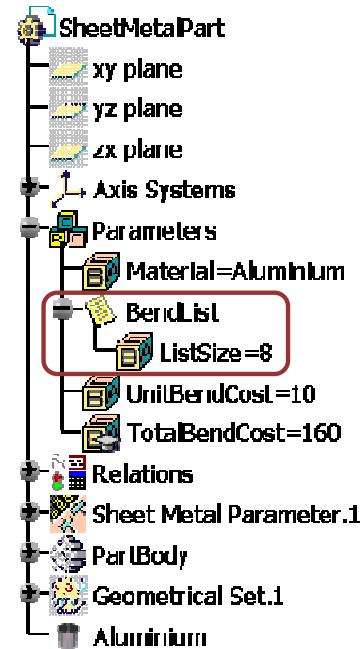 SheetMetalPart
xy plane
yz plane
zx plane
Axis Systems
Parameters
Material=Aluminium
BendList
ListSize=8
UnitBendCost=10
TotalBendCost=160
Relations
Sheet Metal Parameter.1
PartBody
Geometrical Set.1
Aluminium